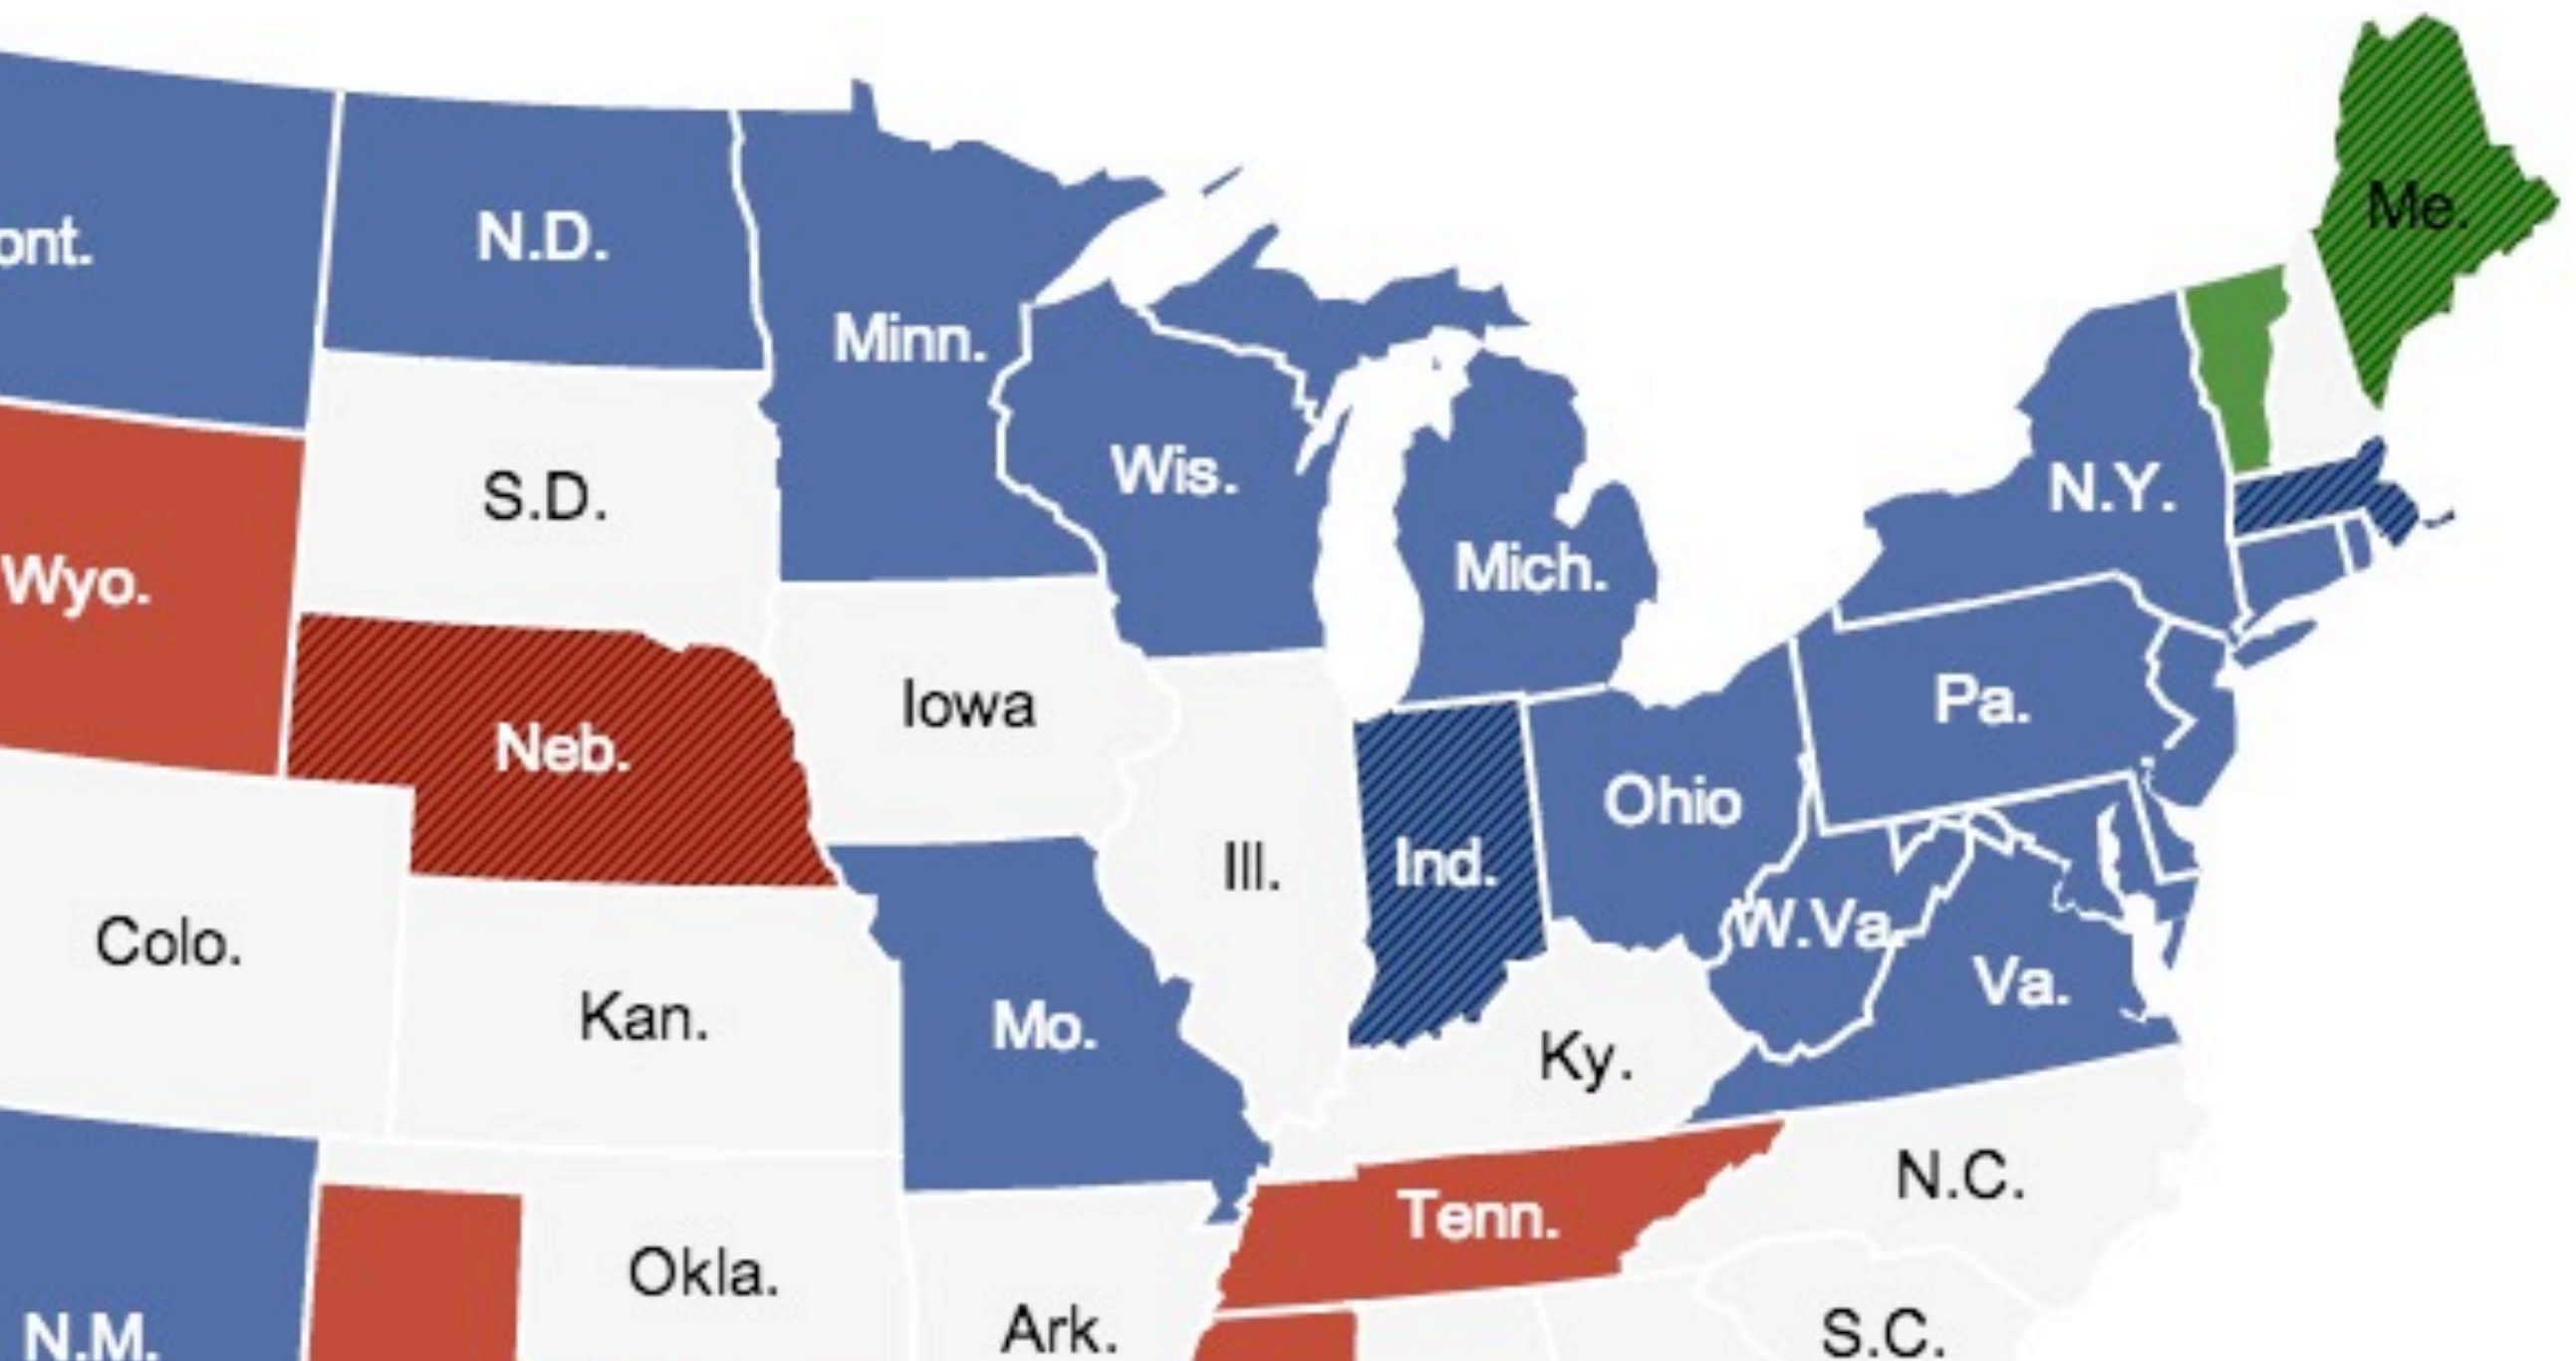 Me.
ont.
N.D.
Minn.
Wis.
N.Y.
S.D.
Mich.
Wyo.
Iowa
Pa.
Neb.
Ohio
Ill.
Ind.
W.Va.
Colo.
Va.
Kan.
Mo.
Ky.
N.C.
Tenn.
Okla.
N.M.
Ark.
S.C.